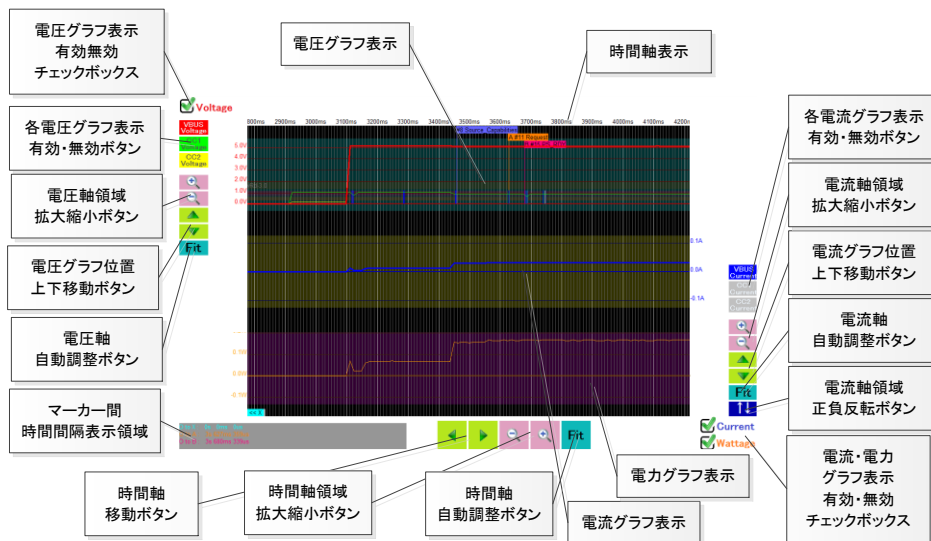 電圧グラフ表示
有効無効
チェックボックス
電圧グラフ表示
時間軸表示
Voltage
各電圧グラフ表示
有効・無効ボタン
VBUS
Voltage
CC1
Voltage
CC2
Voltage
電圧軸領域
拡大縮小ボタン
電圧グラフ位置
上下移動ボタン
Fit
電圧軸
自動調整ボタン
マーカー間
時間間隔表示領域
800ms 2900ms 3000ms 3100ms 3200ms 3300ms 3400ms 3500ms 3600ms 3700ms 3800ms 3900ms 4000ms 4100ms 4200m
Source_Capabilities
A:#11 Request
5.0V
4.0V
3.0V
2.0V
1.0V
0.0V
0.1A
0.0A
-0.1A
0.1W
0.0W
-0.1W
<< X
各電流グラフ表示
有効・無効ボタン
電流軸領域
拡大縮小ボタン
電流グラフ位置
上下移動ボタン
電流軸
自動調整ボタン
電流軸領域
正負反転ボタン
VBUS
Current
CC1
Current
CC2
Current
Fit
Current
Wattage
電流・電力
グラフ表示
有効・無効
チェックボックス
Fit
時間軸
移動ボタン
時間軸領域
拡大縮小ボタン
時間軸
自動調整ボタン
電力グラフ表示
電流グラフ表示